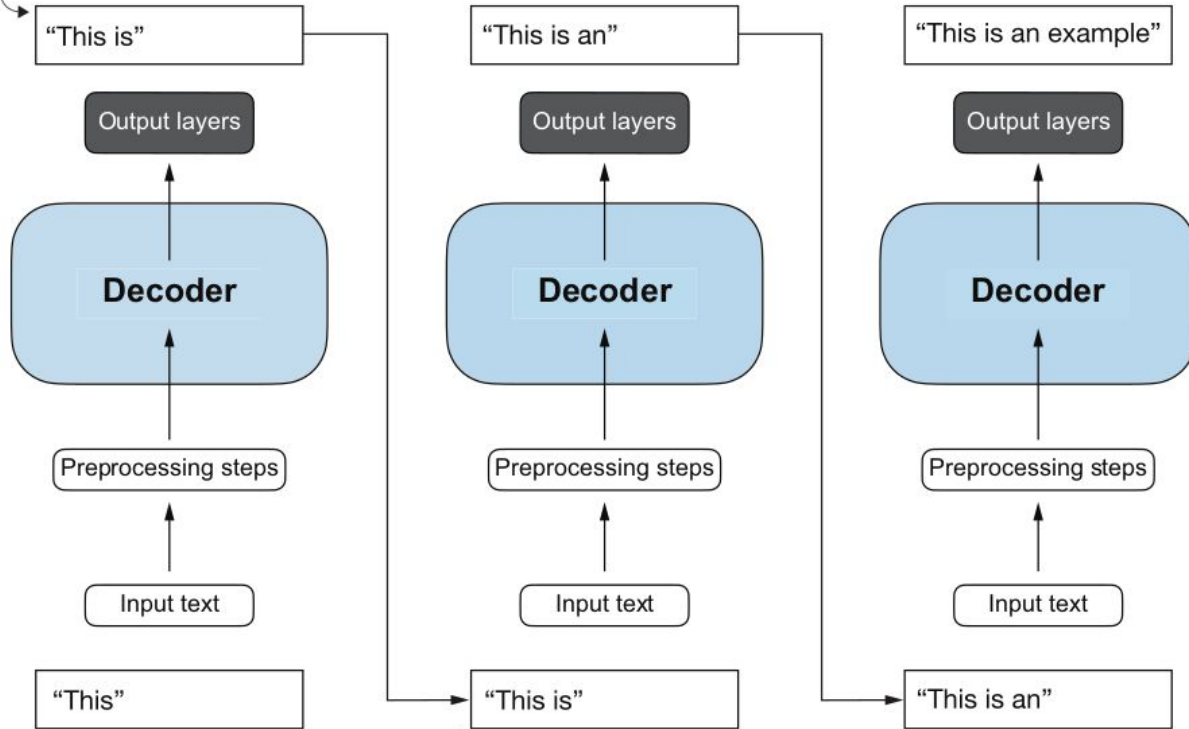 “This is”
Output layers
Decoder
Preprocessing steps
Input text
“This”
“This is an”
Output layers
Decoder
Preprocessing steps
Input text
“This is”
“This is an example”
Output layers
Decoder
Preprocessing steps
Input text
“This is an”